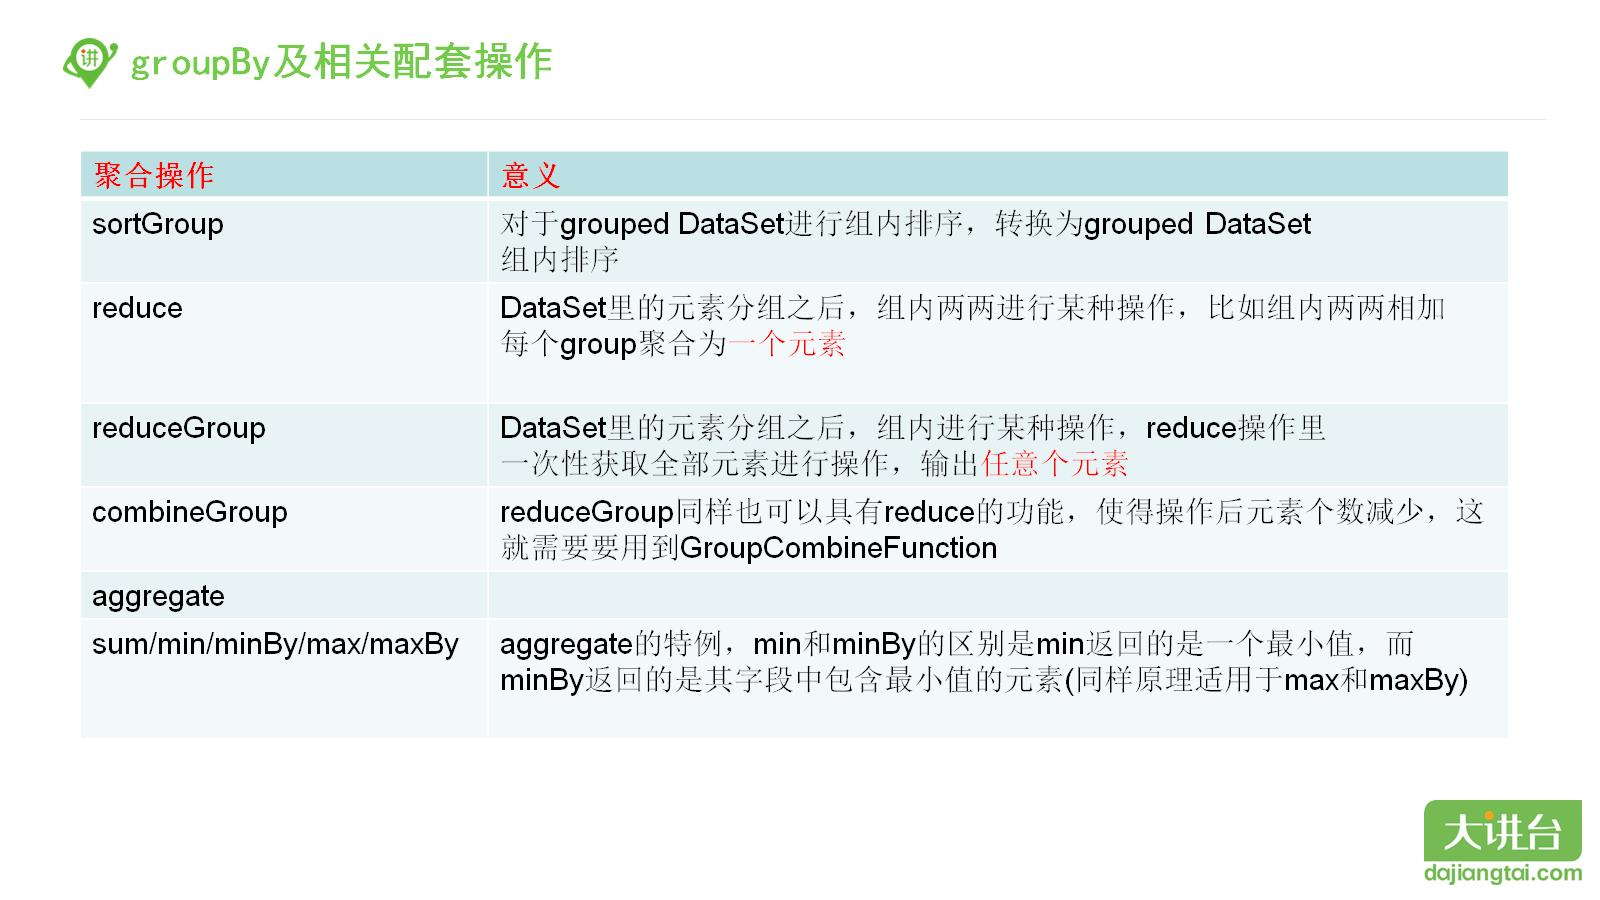 讲
groupBy及相关配套操作
聚合操作
意义
sortGroup
对于grouped DataSet进行组内排序，转换为grouped DataSet
组内排序
reduce
DataSet里的元素分组之后，组内两两进行某种操作，比如组内两两相加
每个group聚合为一个元素
reduceGroup
DataSet里的元素分组之后，组内进行某种操作，reduce操作里
一次性获取全部元素进行操作，输出任意个元素
combineGroup
reduceGroup同样也可以具有reduce的功能，使得操作后元素个数减少，这
就需要要用到GroupCombineFunction
aggregate
sum/min/minBy/max/maxBy
aggregate的特例，min和minBy的区别是min返回的是一个最小值，而
minBy返回的是其字段中包含最小值的元素(同样原理适用于max和maxBy)
大讲台
dajiangtai.com